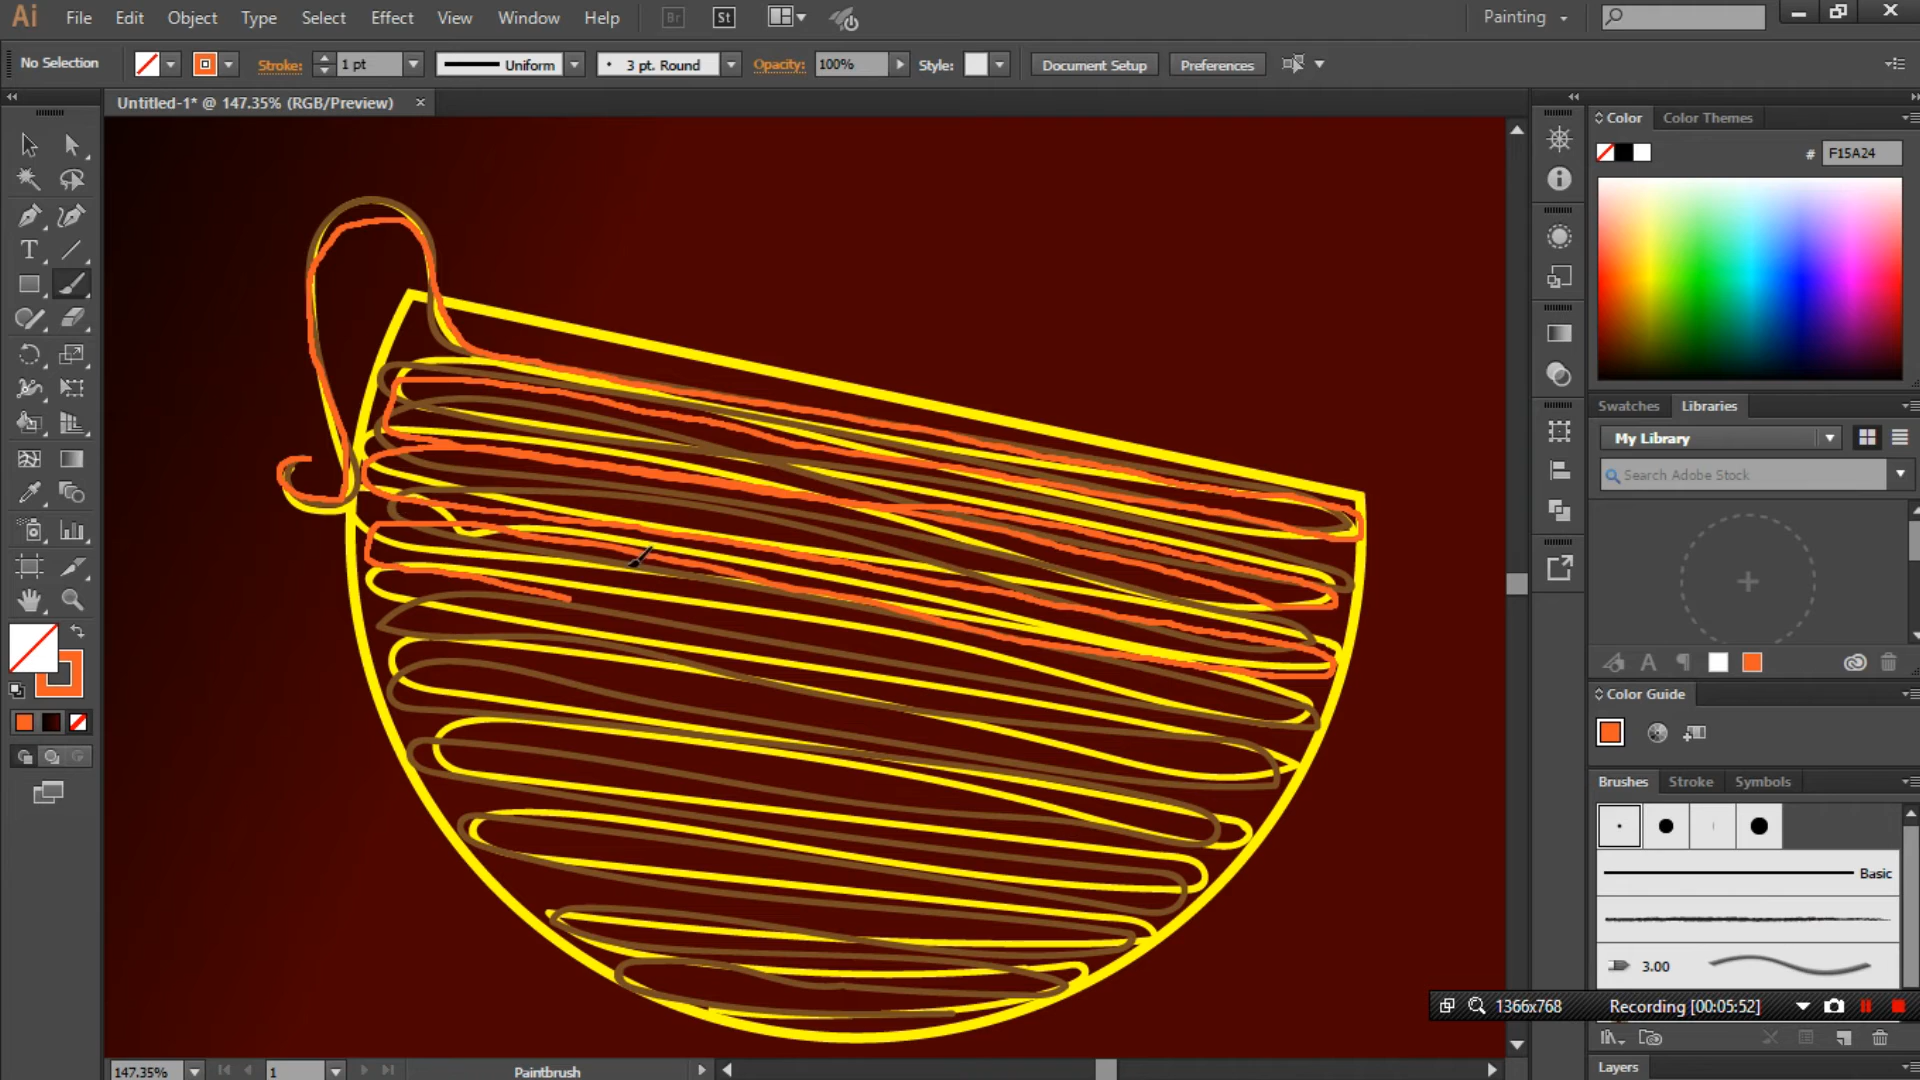 Ai File Edit Object Type Select Effect View Window Help Br St Painting
No Selection Stroke: 1 pt Uniform 3 pt. Round Opacity: 100% Style: Document Setup Preferences
Untitled-1* @ 147.35% (RGB/Preview) ×
Color Color Themes
# F15A24
T
Swatches Libraries
My Library
Search Adobe Stock
A
Color Guide
Brushes Stroke Symbols
Basic
3.00
1366x768 Recording [00:05:52]
Layers
147.35% 1 Paintbrush